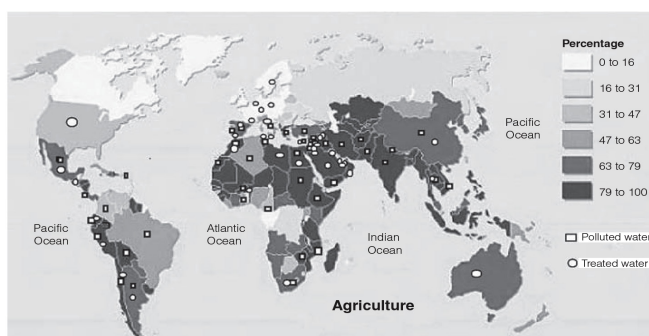 Percentage
0 to 16
16 to 31
31 to 47
47 to 63
63 to 79
79 to 100
Pacific
Ocean
Pacific
Ocean
Atlantic
Ocean
Indian
Ocean
Polluted water
Treated water
Agriculture